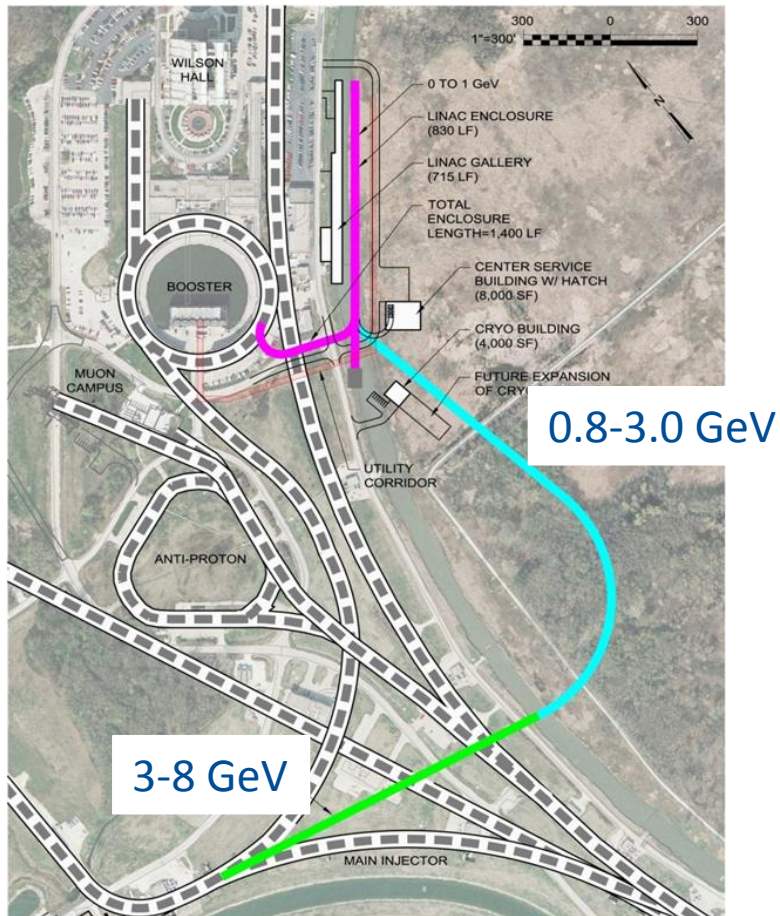 300
0
300
1"=300'
N
WILSON
HALL
0 TO 1 GeV
LINAC ENCLOSURE
(830 LF)
LINAC GALLERY
(715 LF)
TOTAL
ENCLOSURE
LENGTH=1,400 LF
BOOSTER
CENTER SERVICE
BUILDING W/ HATCH
(8,000 SF)
CRYO BUILDING
(4,000 SF)
MUON
CAMPUS
FUTURE EXPANSION
OF CRYO
0.8-3.0 GeV
UTILITY
CORRIDOR
ANTI-PROTON
3-8 GeV
MAIN INJECTOR